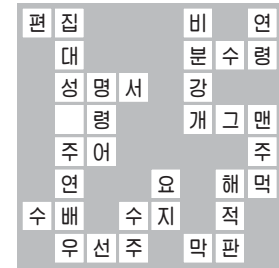 편 집 비 연
대 분 수 령
성 명 서 강
령 개 그 맨
주 어 주
연 요 해 먹
수 배 수 지 적
우 선 주 막 판